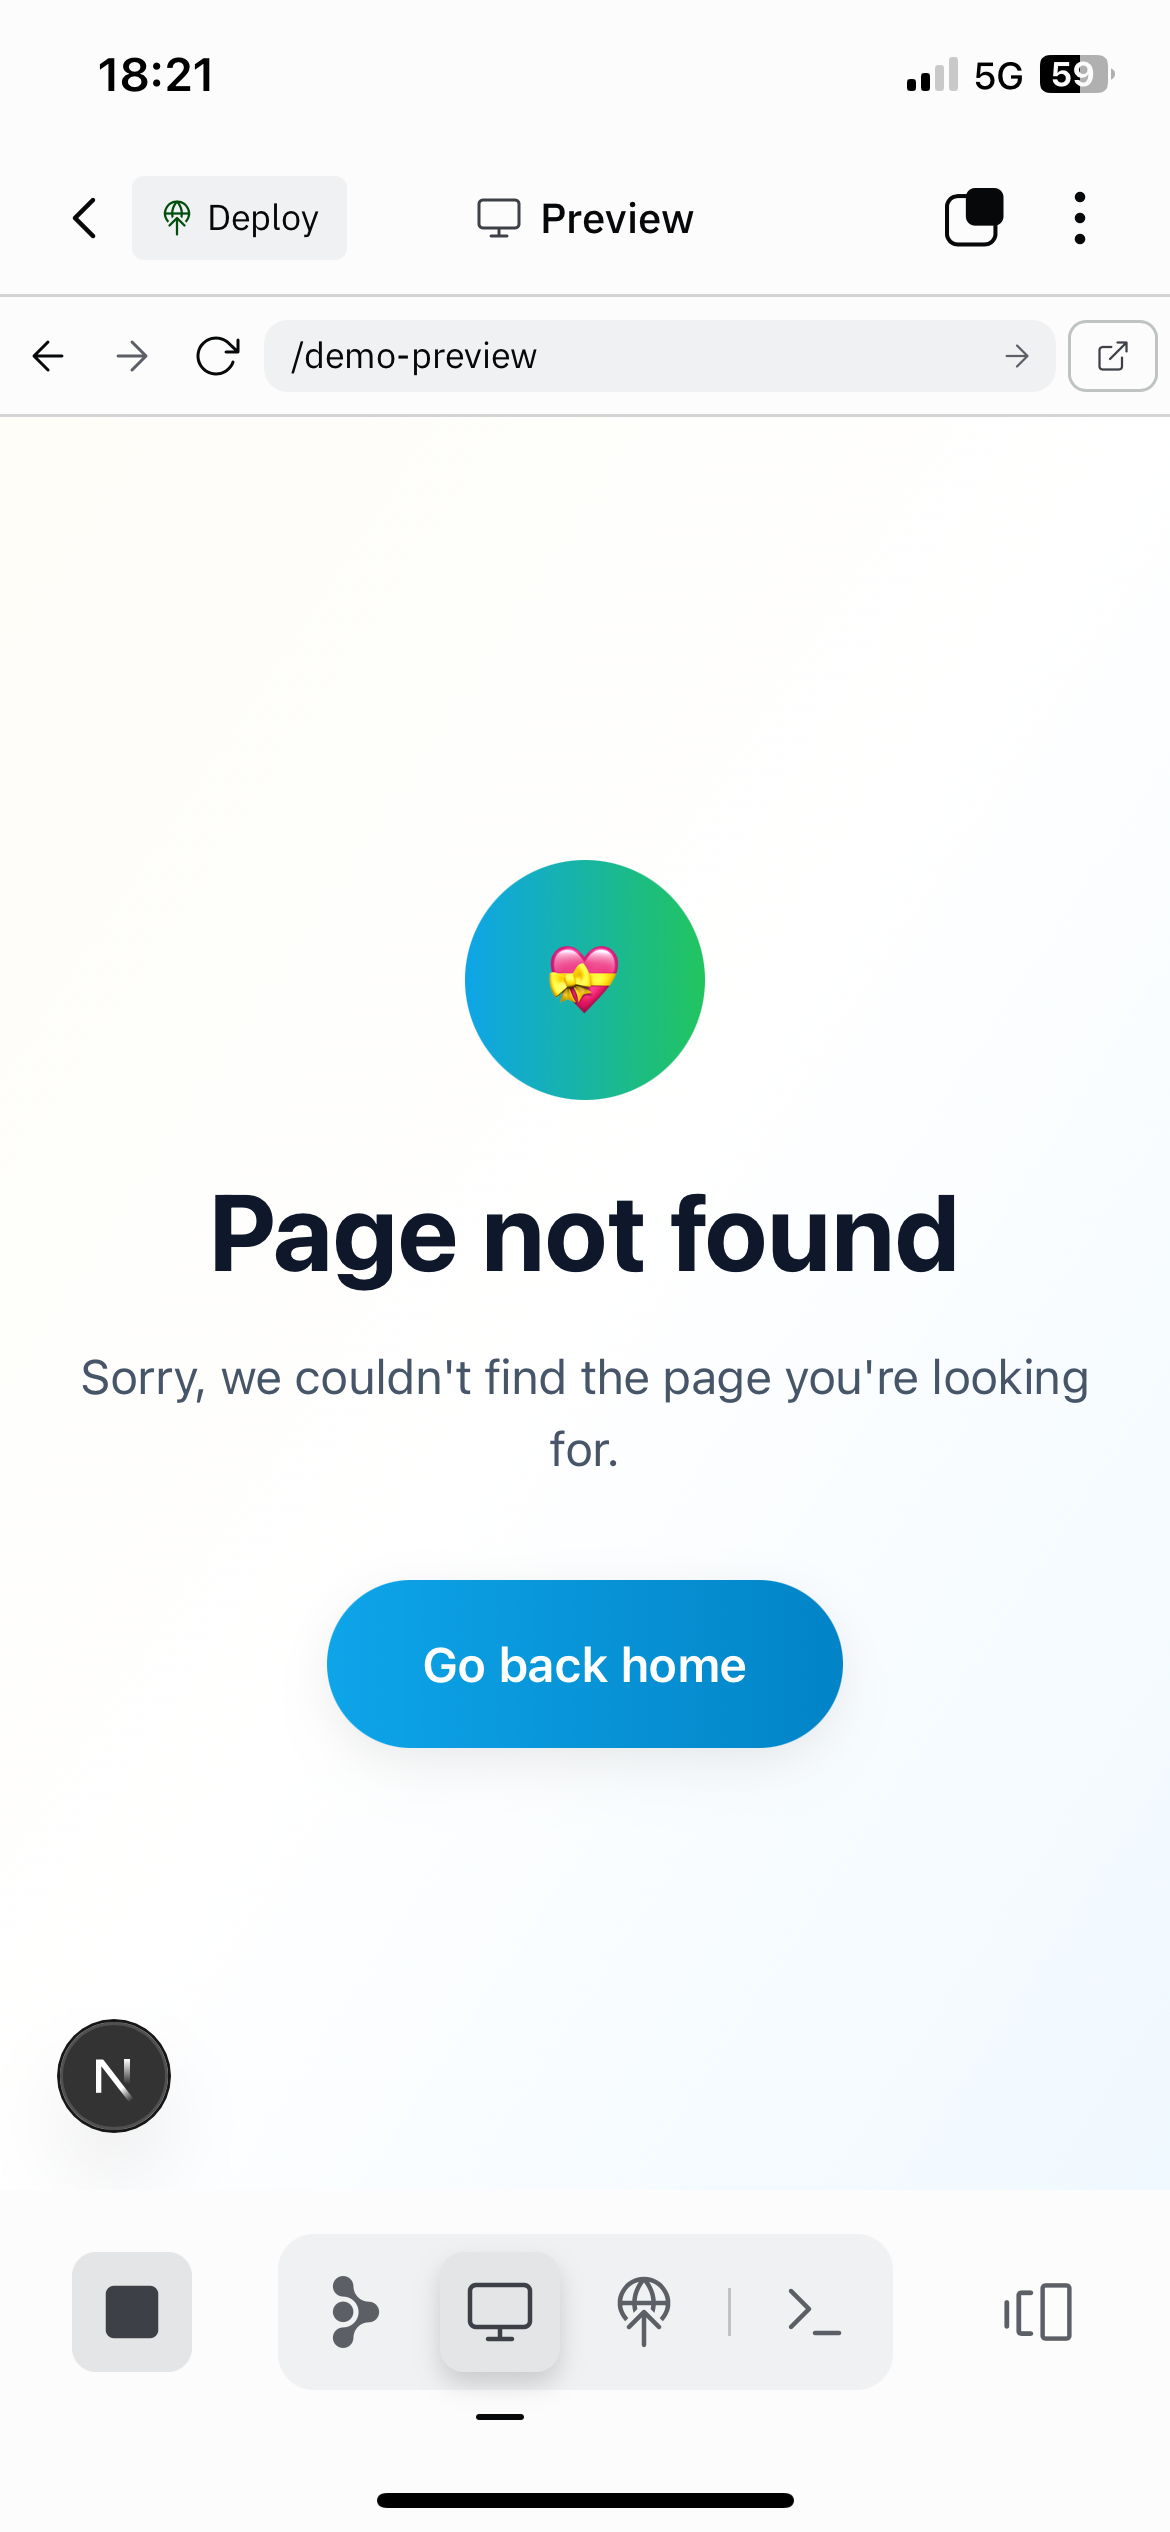 18:21
5G
59
Deploy
Preview
/demo-preview
Page not found
Sorry, we couldn't find the page you're looking
for.
Go back home
N